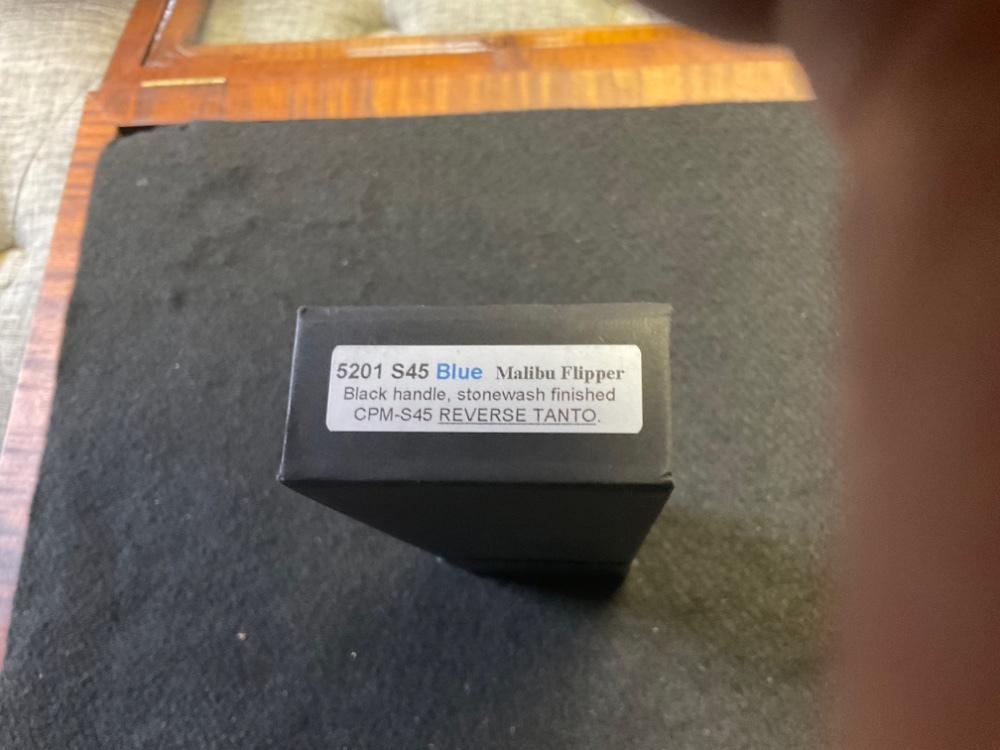 5201 S45 Blue Malibu Flipper
Black handle, stonewash finished
CPM-S45 REVERSE TANTO.